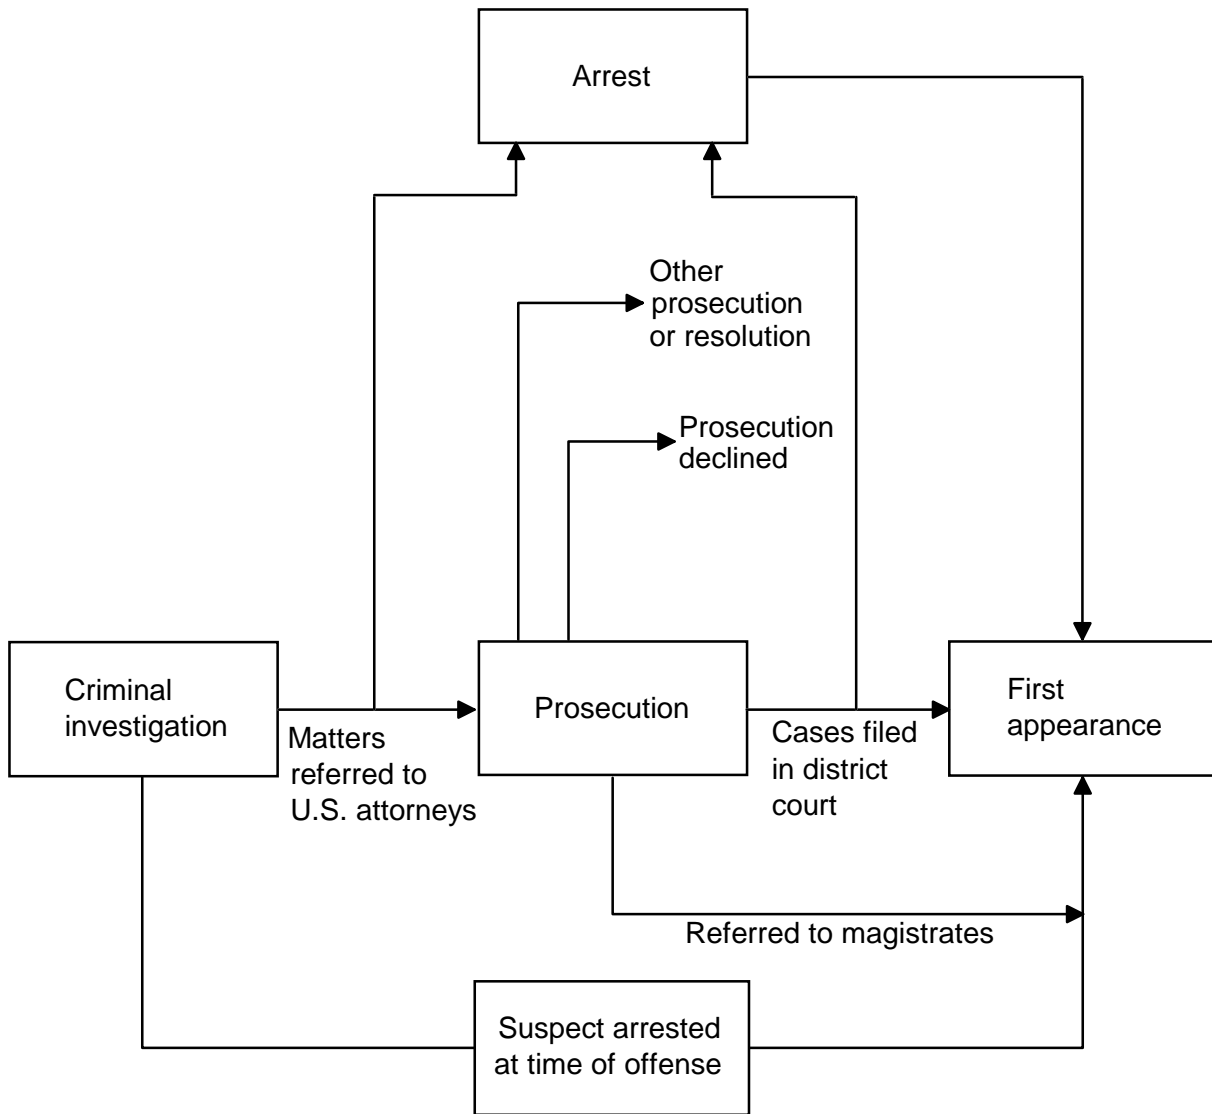 Arrest
Other
prosecution
or resolution
Prosecution
declined
Criminal
investigation
Matters
referred to
U.S. attorneys
Prosecution
Cases filed
in district
court
First
appearance
Referred to magistrates
Suspect arrested
at time of offense